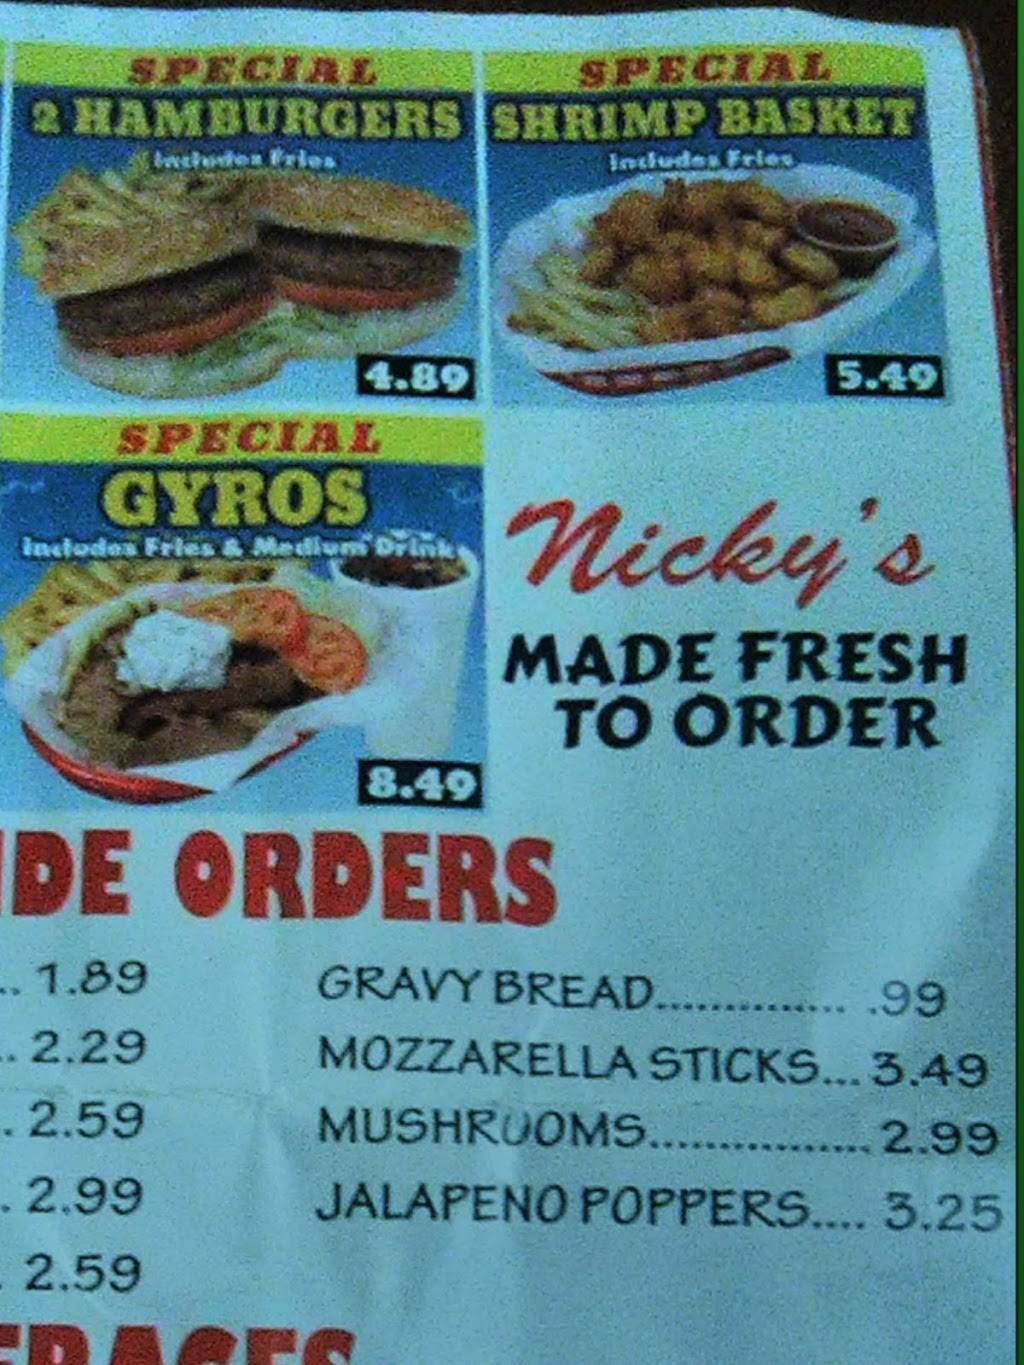 SPECIAL
2 HAMBURGERS
Includes Fries
4.89
SPECIAL
SHRIMP BASKET
Includes Fries
5.49
SPECIAL
GYROS
Includes Fries & Medium Drink
8.49
Nicky's
MADE FRESH
TO ORDER
IDE ORDERS
.. 1.89
.. 2.29
. 2.59
. 2.99
. 2.59
GRAVY BREAD............... .99
MOZZARELLA STICKS... 3.49
MUSHROOMS................. 2.99
JALAPENO POPPERS.... 3.25
ERAGES